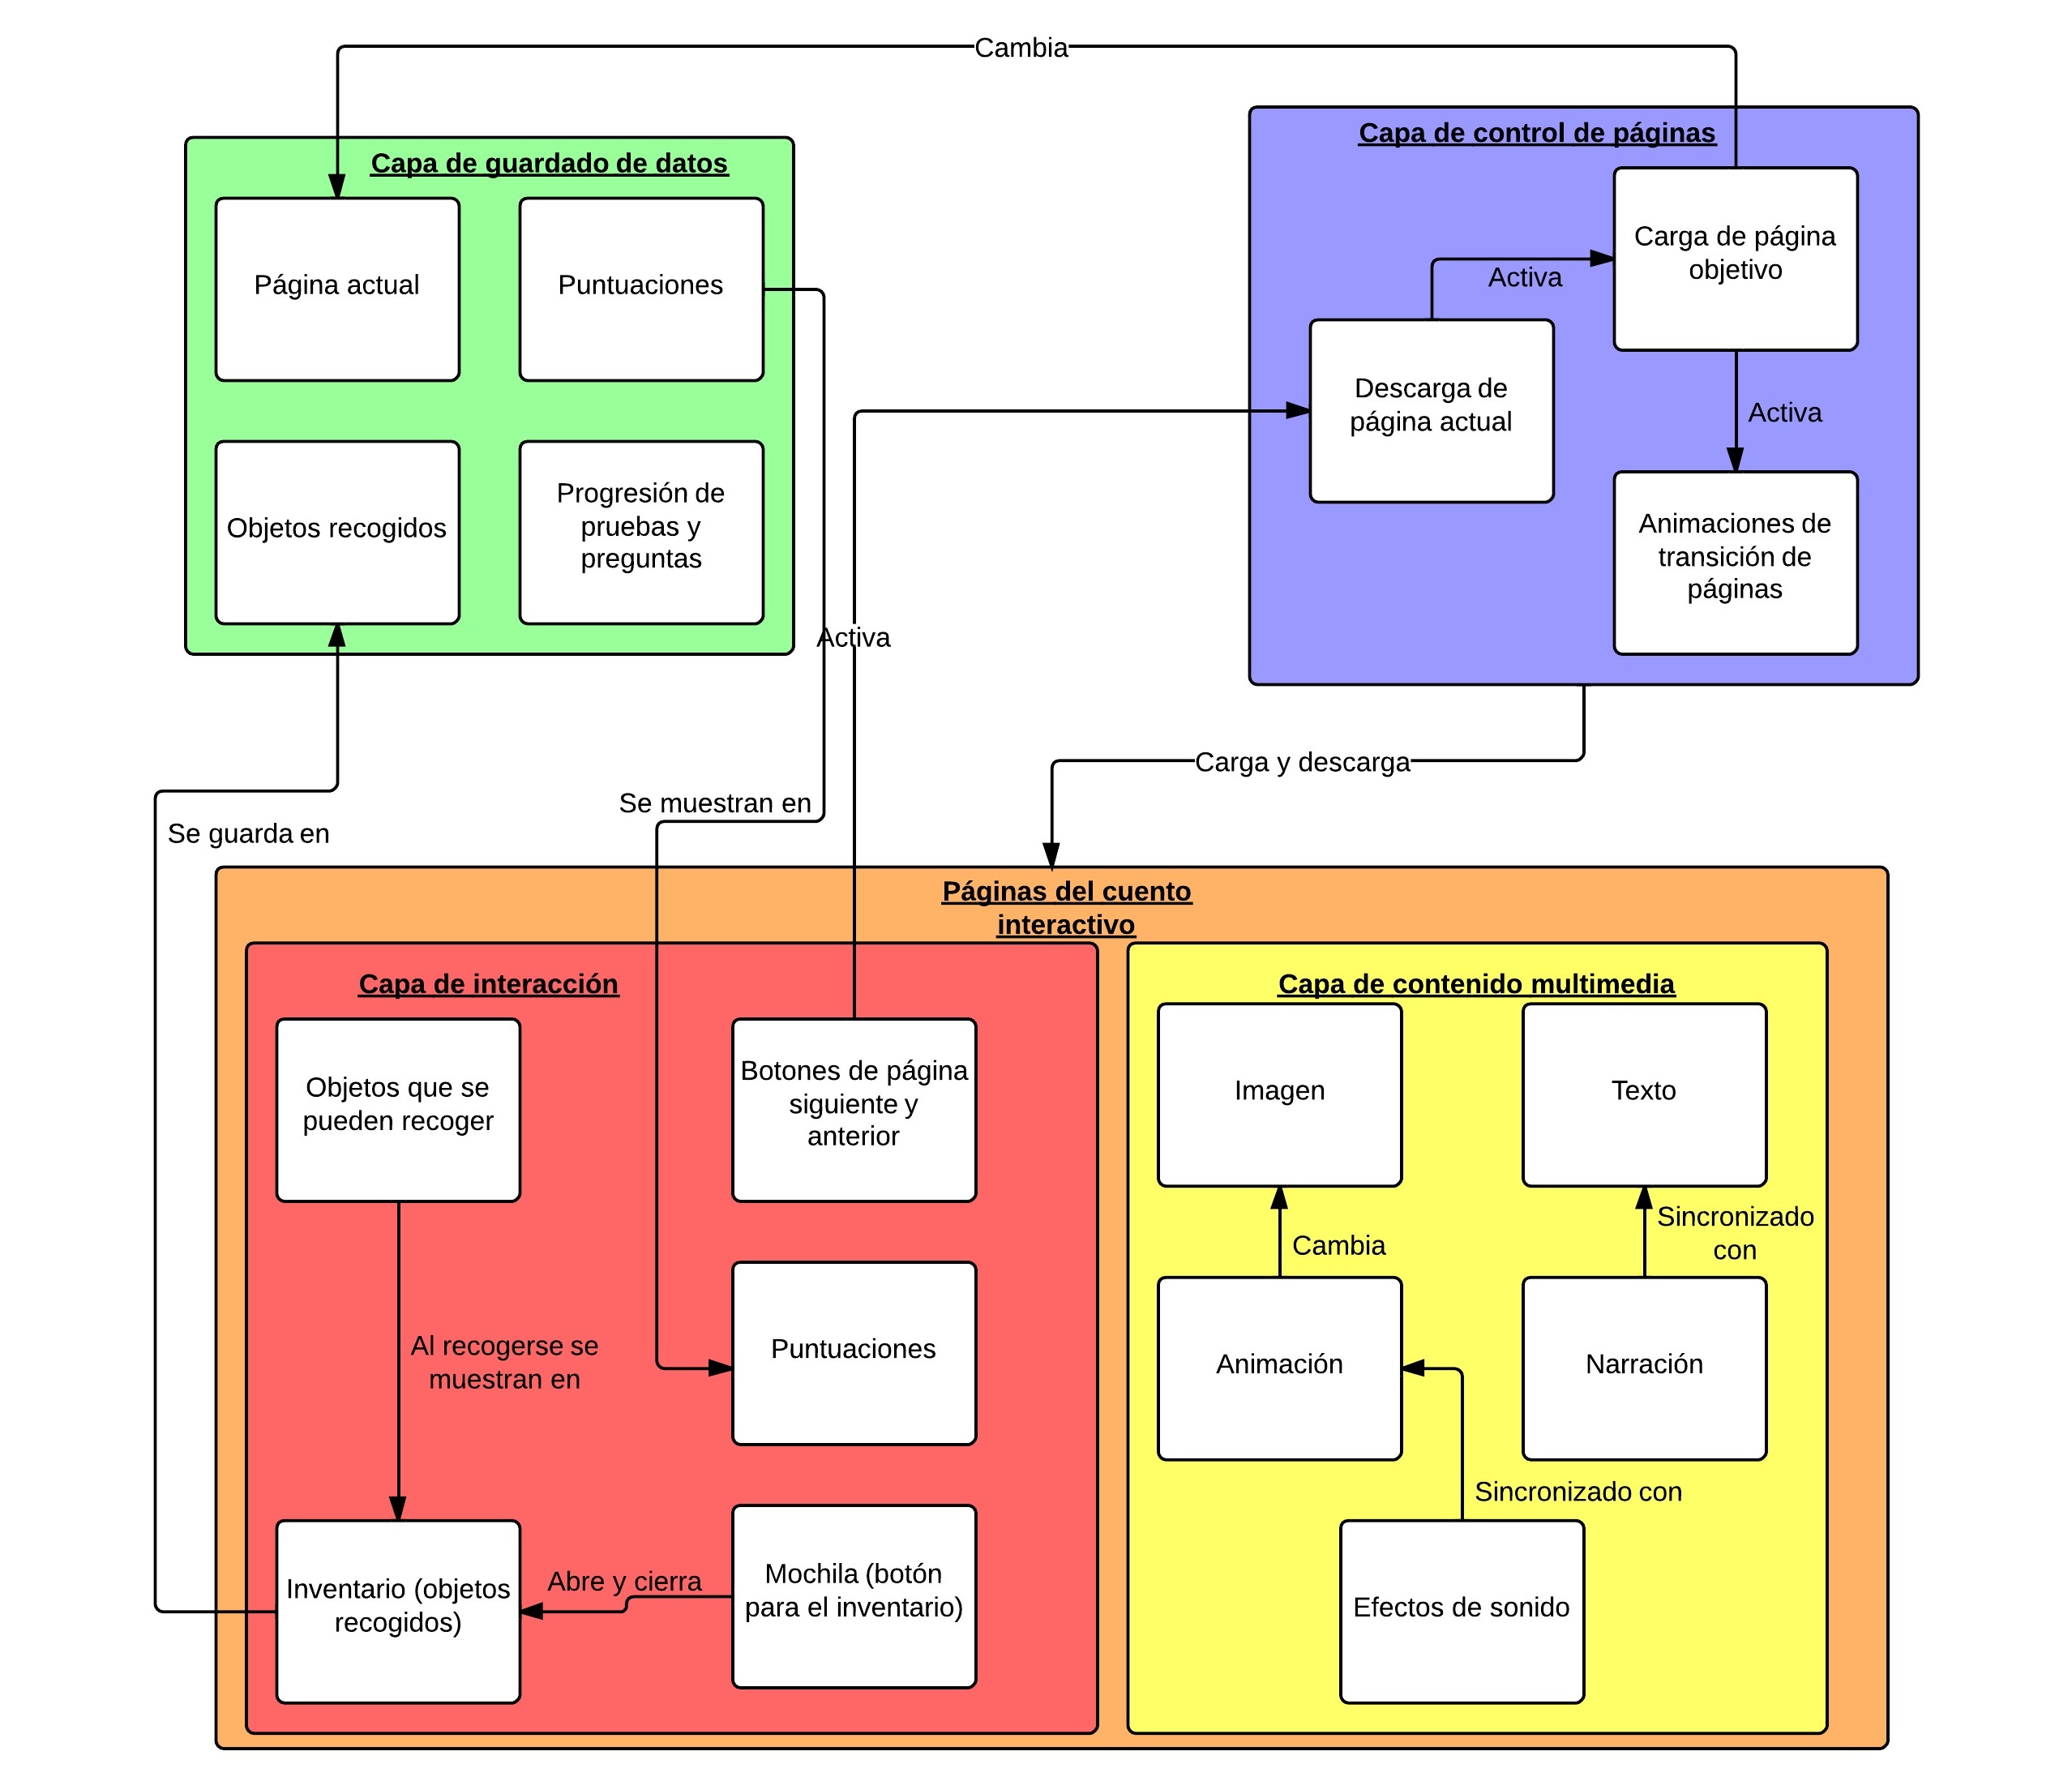 Cambia
Capa de guardado de datos
Página actual
Puntuaciones
Objetos recogidos
Progresión de
pruebas y
preguntas
Capa de control de páginas
Carga de página
objetivo
Activa
Descarga de
página actual
Activa
Animaciones de
transición de
páginas
Activa
Carga y descarga
Se muestran en
Se guarda en
Páginas del cuento
interactivo
Capa de interacción
Objetos que se
pueden recoger
Botones de página
siguiente y
anterior
Al recogerse se
muestran en
Puntuaciones
Inventario (objetos
recogidos)
Abre y cierra
Mochila (botón
para el inventario)
Capa de contenido multimedia
Imagen
Texto
Cambia
Sincronizado
con
Animación
Narración
Sincronizado con
Efectos de sonido